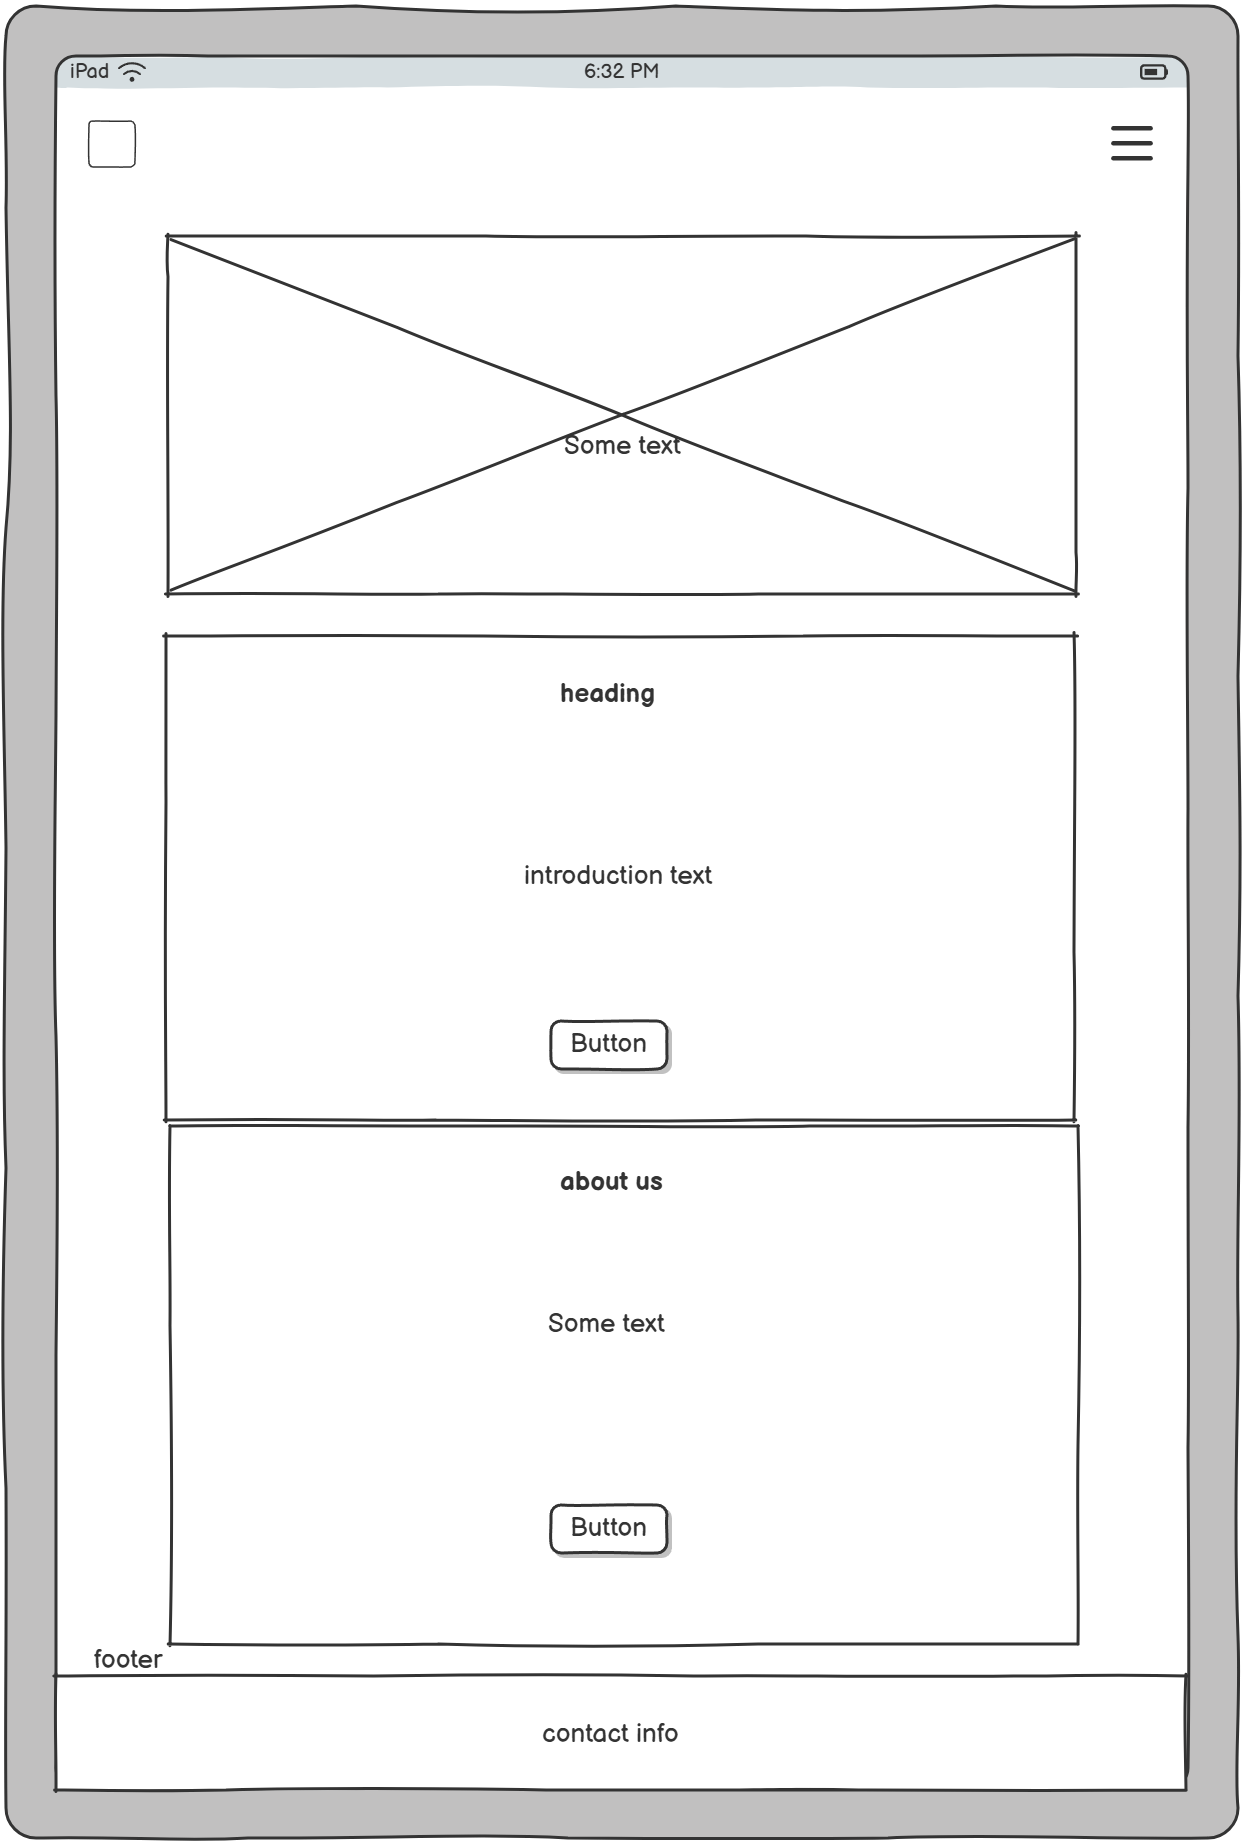 iPad
6:32 PM
Some text
heading
introduction text
Button
about us
Some text
Button
footer
contact info